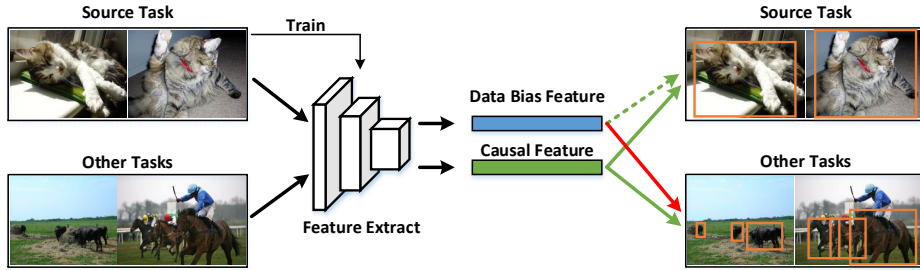 Source Task
Train
Other Tasks
Feature Extract
Data Bias Feature
Causal Feature
Source Task
Other Tasks